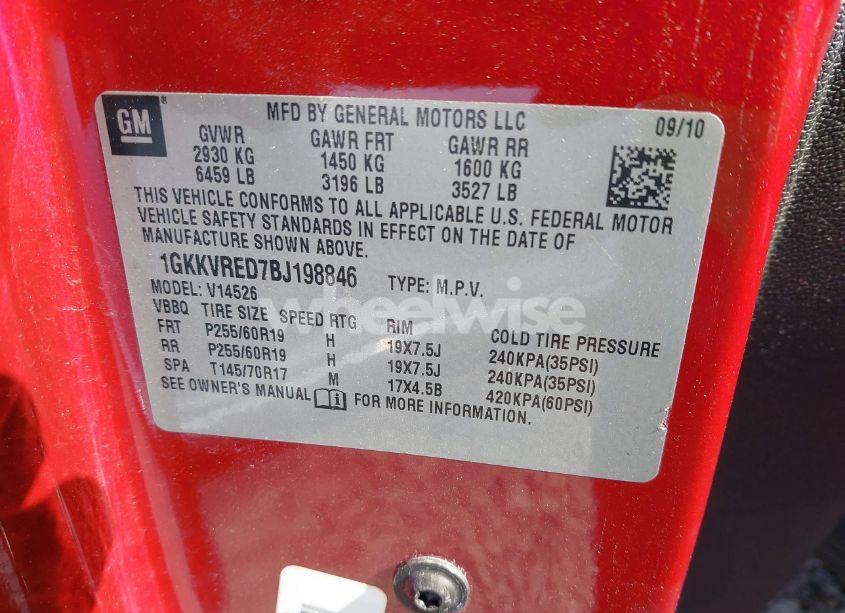 GM ®
MFD BY GENERAL MOTORS LLC 09/10
GVWR GAWR FRT GAWR RR
2930 KG 1450 KG 1600 KG
6459 LB 3196 LB 3527 LB
THIS VEHICLE CONFORMS TO ALL APPLICABLE U.S. FEDERAL MOTOR
VEHICLE SAFETY STANDARDS IN EFFECT ON THE DATE OF
MANUFACTURE SHOWN ABOVE.
1GKKVRED7BJ198846 TYPE: M.P.V.
MODEL: V14526
VBBQ TIRE SIZE SPEED RTG RIM COLD TIRE PRESSURE
FRT P255/60R19 H 19X7.5J 240KPA(35PSI)
RR P255/60R19 H 19X7.5J 240KPA(35PSI)
SPA T145/70R17 M 17X4.5B 420KPA(60PSI)
SEE OWNER'S MANUAL i FOR MORE INFORMATION.
wheelwise